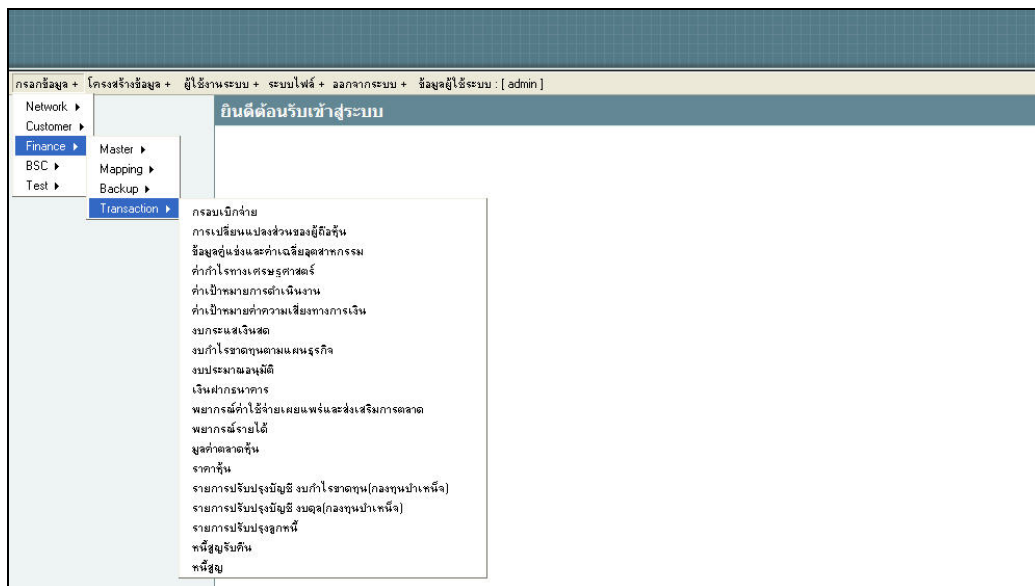 กรอกข้อมูล + โครงสร้างข้อมูล + ผู้ใช้งานระบบ + ระบบไฟล์ + ออกจากระบบ + ข้อมูลผู้ใช้ระบบ : [ admin ]
ยินดีต้อนรับเข้าสู่ระบบ
Network
Customer
Finance
BSC
Test
Master
Mapping
Backup
Transaction
กรอบเบิกจ่าย
การเปลี่ยนแปลงส่วนของผู้ถือหุ้น
ข้อมูลคู่แข่งและค่าเฉลี่ยอุตสาหกรรม
ค่ากำไรทางเศรษฐศาสตร์
ค่าเป้าหมายการดำเนินงาน
ค่าเป้าหมายค่าความเสี่ยงทางการเงิน
งบกระแสเงินสด
งบกำไรขาดทุนตามแผนธุรกิจ
งบประมาณอนุมัติ
เงินฝากธนาคาร
พยากรณ์ค่าใช้จ่ายเผยแพร่และส่งเสริมการตลาด
พยากรณ์รายได้
มูลค่าตลาดหุ้น
ราคาหุ้น
รายการปรับปรุงบัญชี งบกำไรขาดทุน(กองทุนบำเหน็จ)
รายการปรับปรุงบัญชี งบดุล(กองทุนบำเหน็จ)
รายการปรับปรุงลูกหนี้
หนี้สูญรับคืน
หนี้สูญ